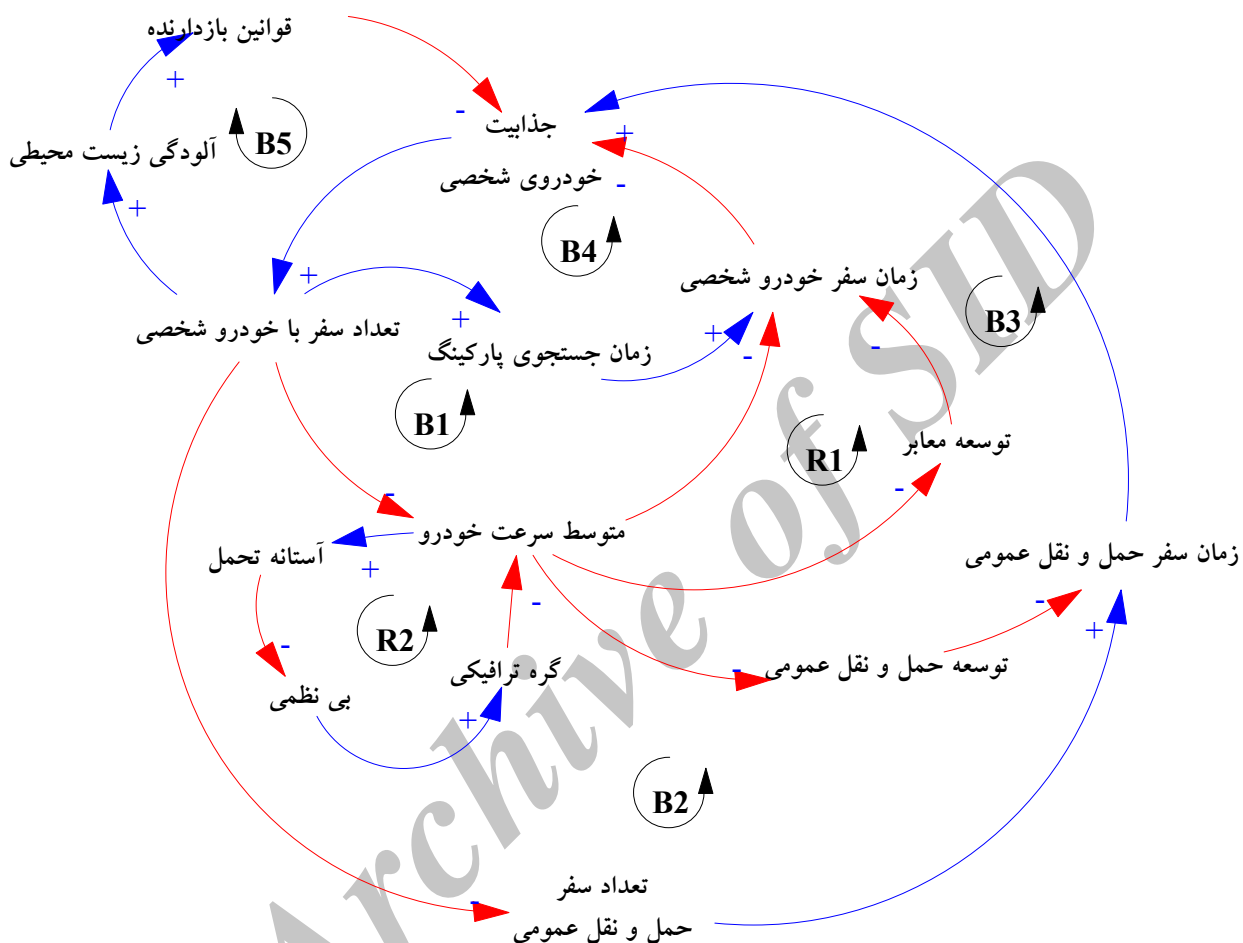 قوانین بازدارنده
+
-
جذابیت
+
B5
آلودگی زیست محیطی
خودروی شخصی
-
+
B4
+
زمان سفر خودرو شخصی
B3
تعداد سفر با خودرو شخصی
+
+
-
-
زمان جستجوی پارکینگ
B1
R1
توسعه معابر
-
-
متوسط سرعت خودرو
آستانه تحمل
+
زمان سفر حمل و نقل عمومی
-
-
+
R2
-
گره ترافیکی
-
توسعه حمل و نقل عمومی
بی نظمی
+
B2
تعداد سفر
-
حمل و نقل عمومی
Archive of SID